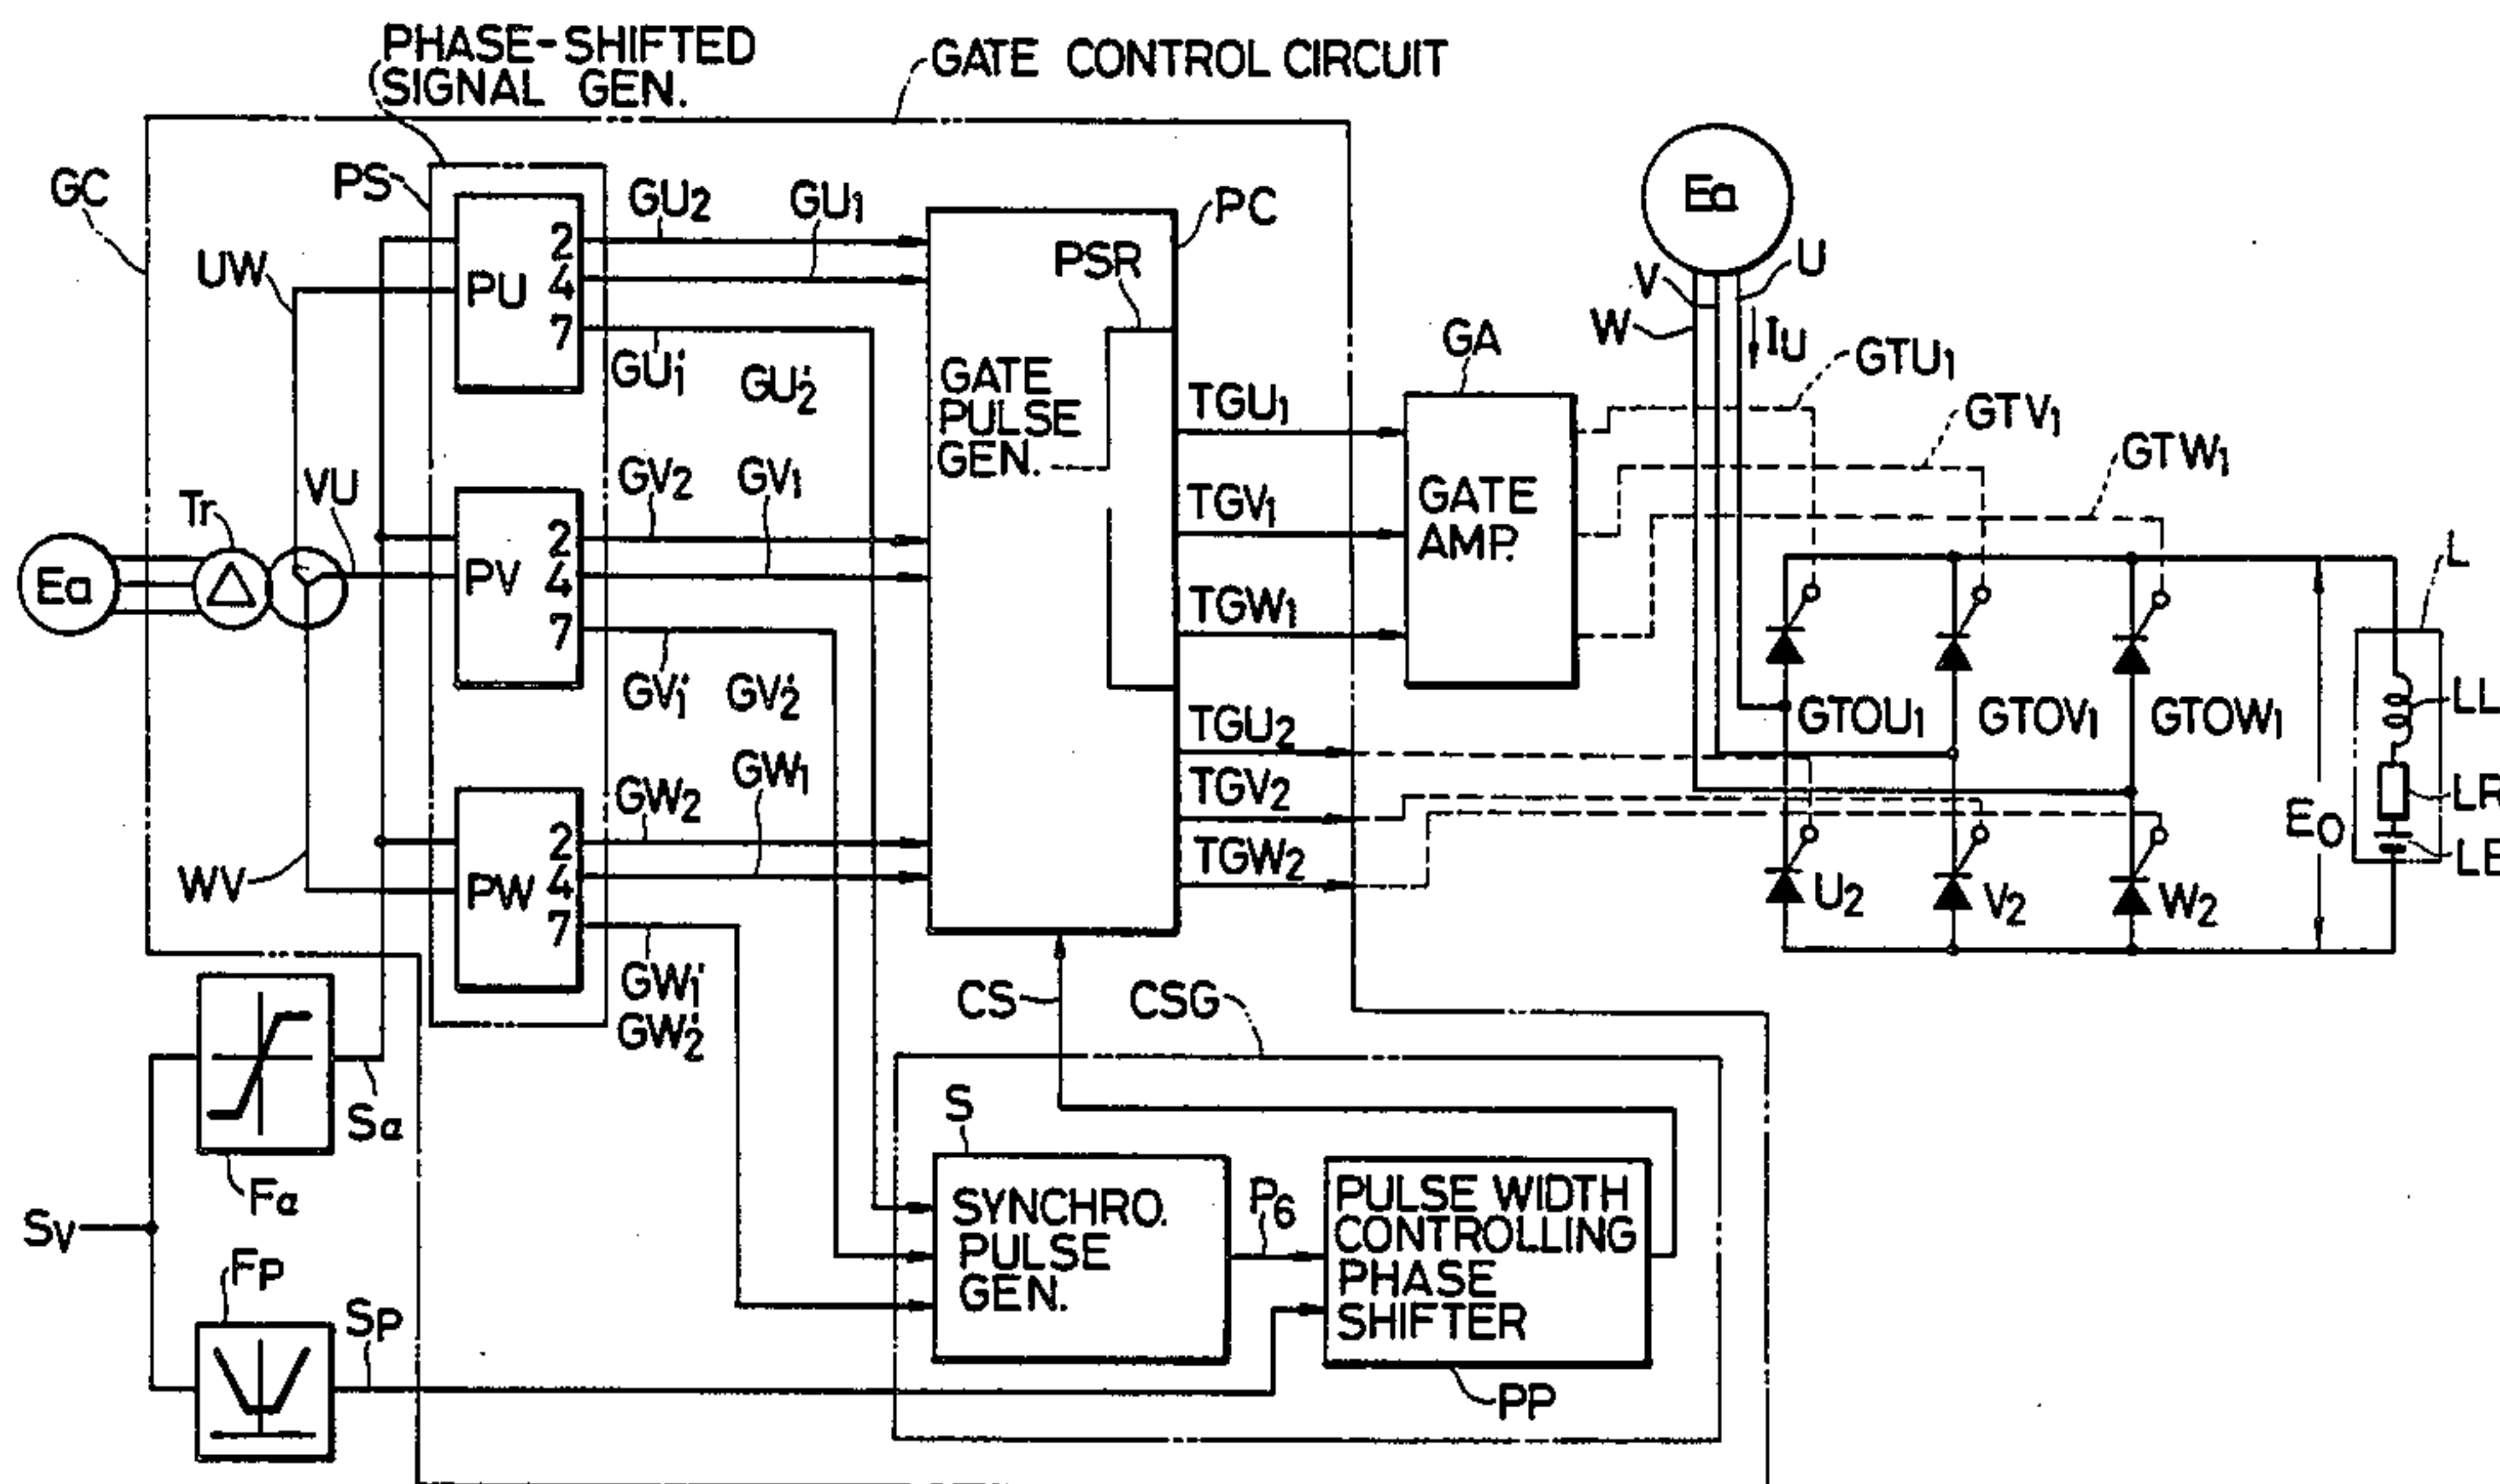 PHASE-SHIFTED
SIGNAL GEN.
GATE CONTROL CIRCUIT
GC
PS
UW
PU
2
4
7
GU2
GU1
GU1'
GU2'
PC
PSR
GATE
PULSE
GEN.
Ea
V
U
W
IU
GA
GTU1
GTV1
GTW1
TGU1
TGV1
TGW1
GATE
AMP.
Tr
VU
Ea
PV
2
4
7
GV2
GV1
GV1'
GV2'
L
LL
LR
GTOU1
GTOV1
GTOW1
TGU2
TGV2
TGW2
EO
U2
V2
W2
WV
PW
2
4
7
GW2
GW1
GW1'
GW2'
CS
CSG
Sα
Fα
SV
FP
SP
S
SYNCHRO.
PULSE
GEN.
P6
PULSE WIDTH
CONTROLLING
PHASE
SHIFTER
PP